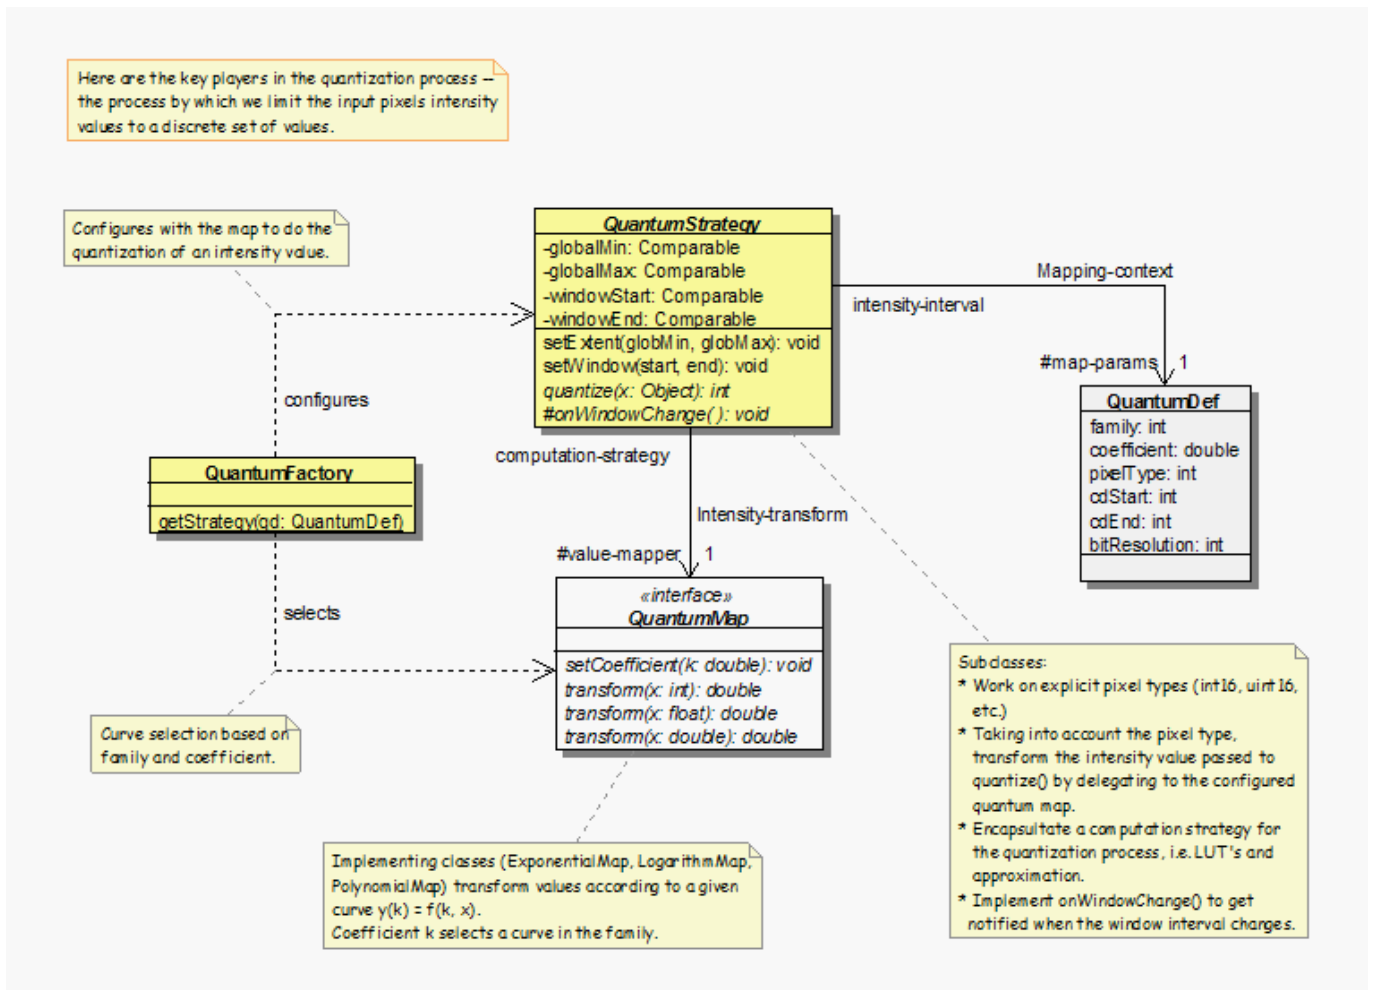 Here are the key players in the quantization process –
the process by which we limit the input pixels intensity
values to a discrete set of values.
Configures with the map to do the
quantization of an intensity value.
QuantumStrategy
-globalMin: Comparable
-globalMax: Comparable
-windowStart: Comparable
-windowEnd: Comparable
setExtent(globMin, globMax): void
setWindow(start, end): void
quantize(x: Object): int
#onWindowChange( ): void
Mapping-context
intensity-interval
#map-params
1
QuantumDef
family: int
coefficient: double
pixelType: int
cdStart: int
cdEnd: int
bitResolution: int
configures
computation-strategy
QuantumFactory
getStrategy(qd: QuantumDef)
Intensity-transform
#value-mapper
1
selects
«interface»
QuantumMap
setCoefficient(k: double): void
transform(x: int): double
transform(x: float): double
transform(x: double): double
Curve selection based on
family and coefficient.
Subclasses:
* Work on explicit pixel types (int16, uint16,
etc.)
* Taking into account the pixel type,
transform the intensity value passed to
quantize() by delegating to the configured
quantum map.
* Encapsultate a computation strategy for
the quantization process, i.e. LUT's and
approximation.
* Implement onWindowChange() to get
notified when the window interval changes.
Implementing classes (ExponentialMap, LogarithmMap,
PolynomialMap) transform values according to a given
curve y(k) = f(k, x).
Coefficient k selects a curve in the family.